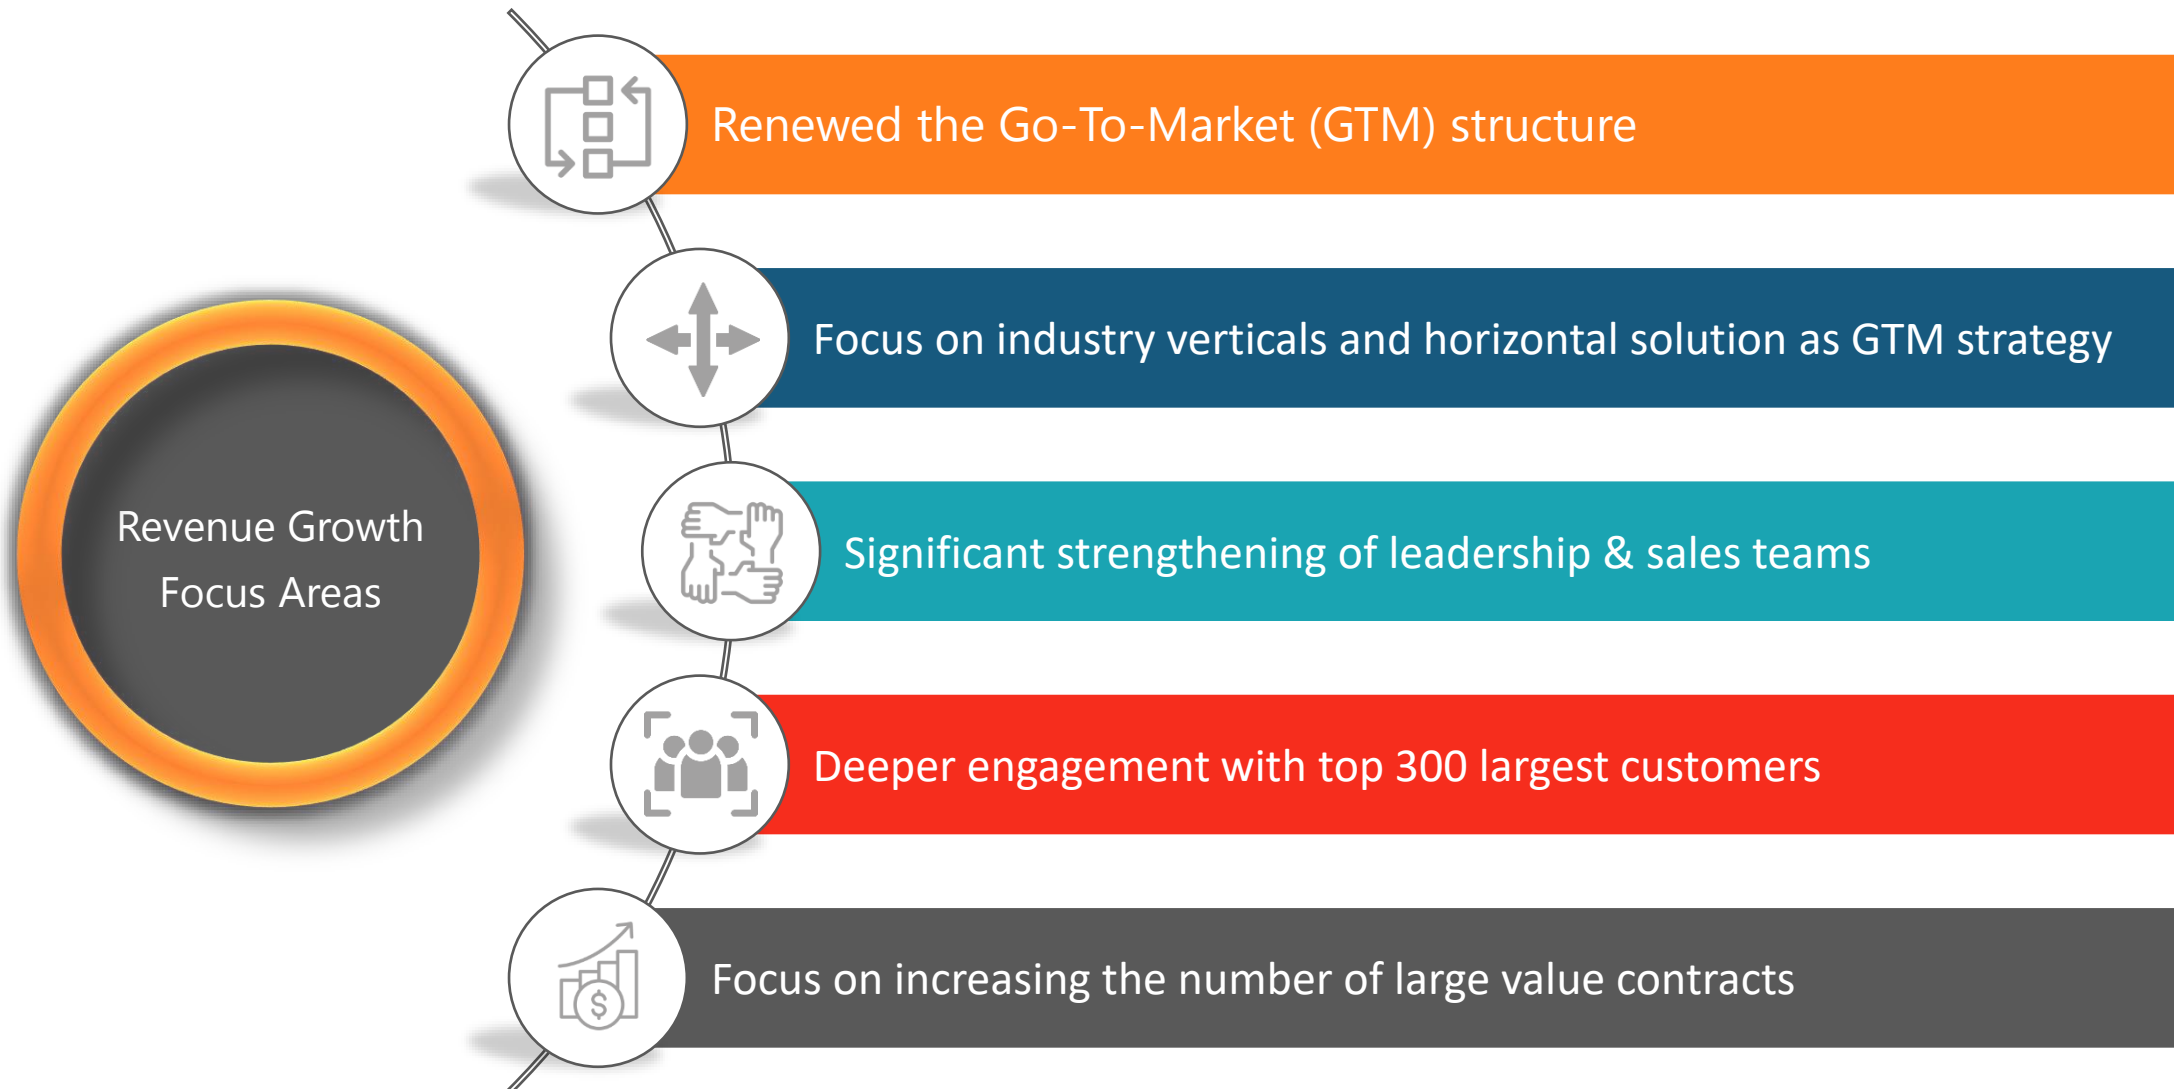 Renewed the Go-To-Market (GTM) structure
Focus on industry verticals and horizontal solution as GTM strategy
Revenue Growth
Focus Areas
Significant strengthening of leadership & sales teams
Deeper engagement with top 300 largest customers
Focus on increasing the number of large value contracts
$